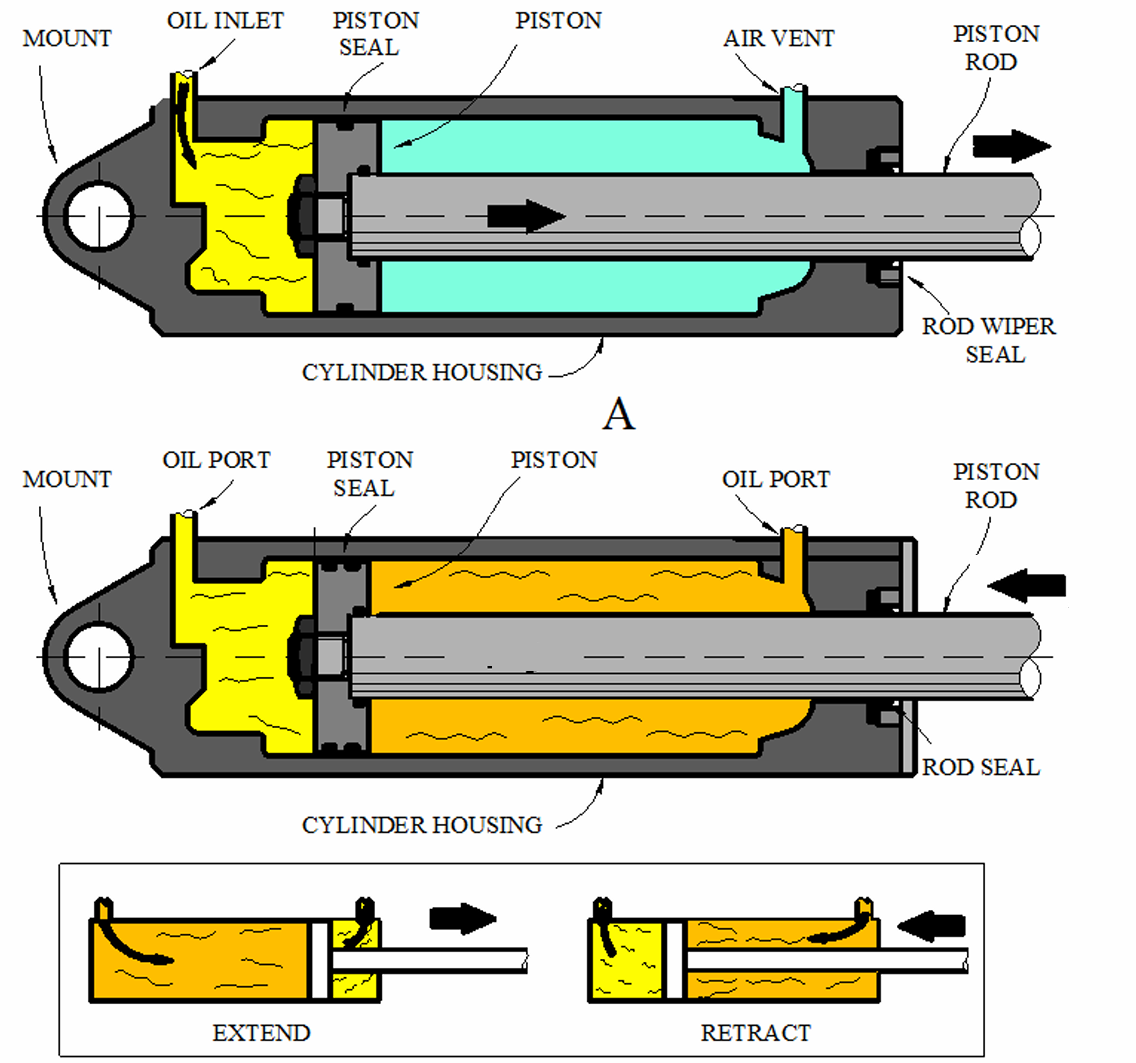 OIL INLET
PISTON
SEAL
PISTON
AIR VENT
PISTON
ROD
MOUNT
ROD WIPER
SEAL
CYLINDER HOUSING
A
OIL PORT
PISTON
SEAL
PISTON
OIL PORT
PISTON
ROD
MOUNT
ROD SEAL
CYLINDER HOUSING
EXTEND
RETRACT